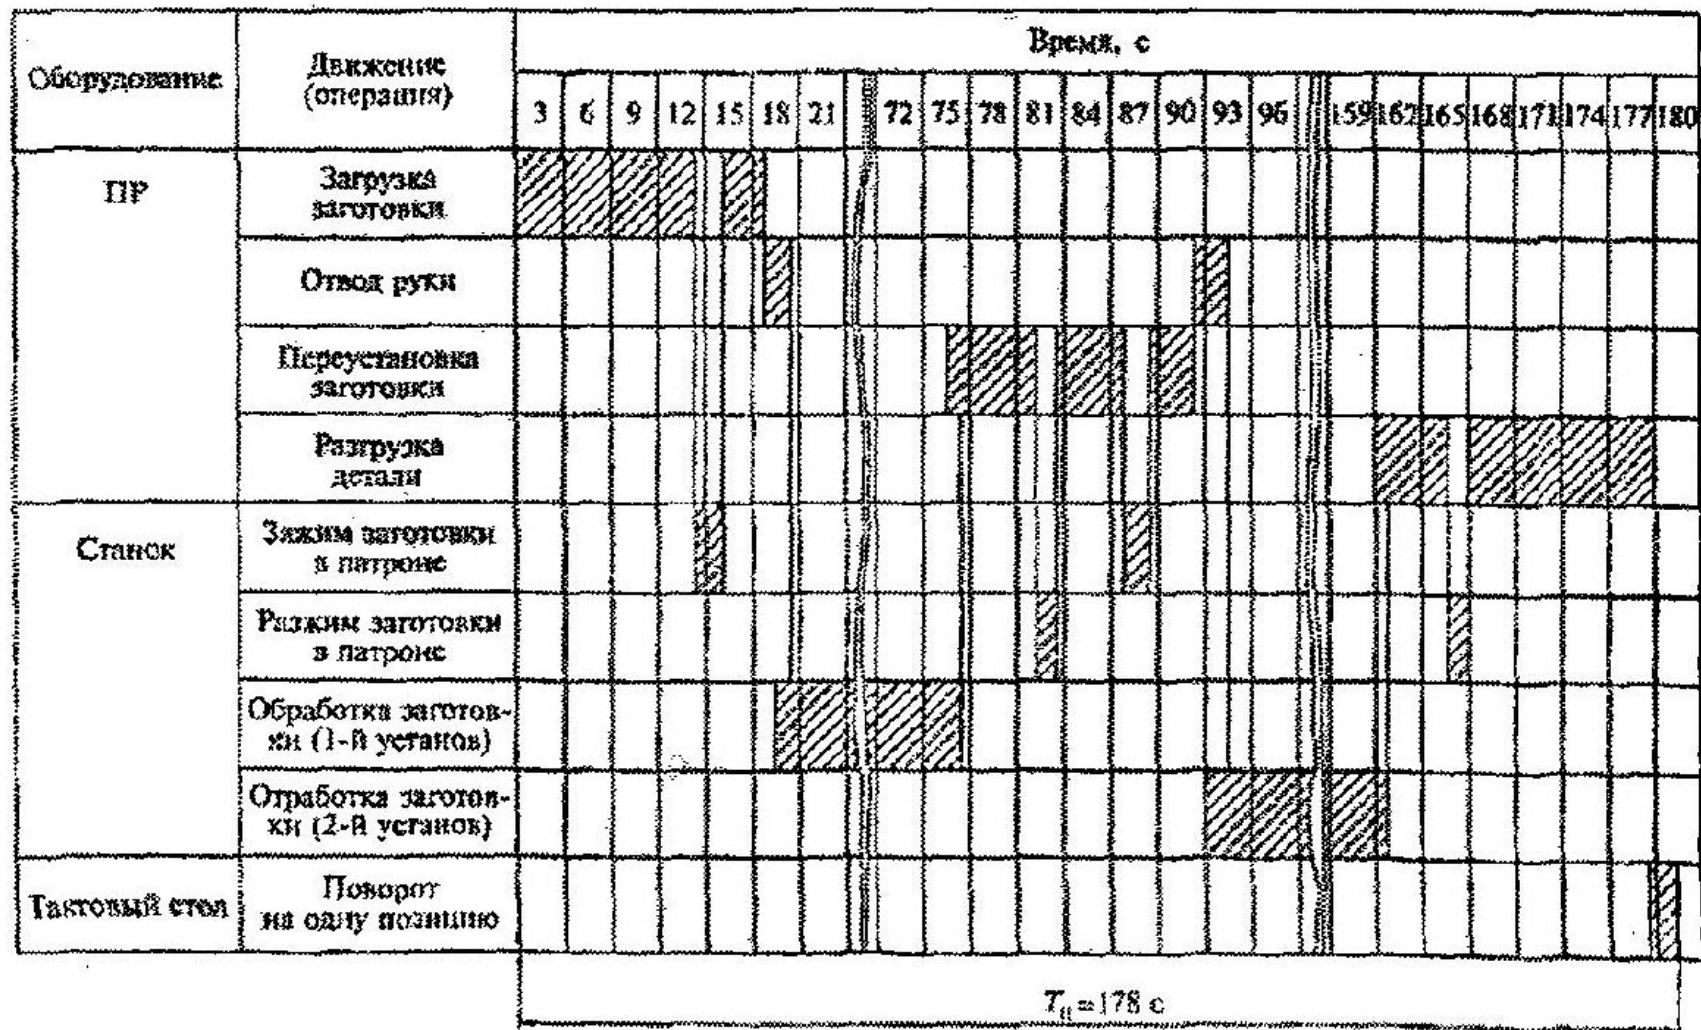 Оборудование
Движение
(операция)
Время, с
3 6 9 12 15 18 21 72 75 78 81 84 87 90 93 96 159 162 165 168 171 174 177 180
ПР
Загрузка
заготовки
Отвод руки
Переустановка
заготовки
Разгрузка
детали
Станок
Зажим заготовки
в патроне
Разжим заготовки
в патроне
Обработка заготов-
ки (1-й установ)
Отработка заготов-
ки (2-й установ)
Тактовый стол
Поворот
на одну позицию
Tц=178 с